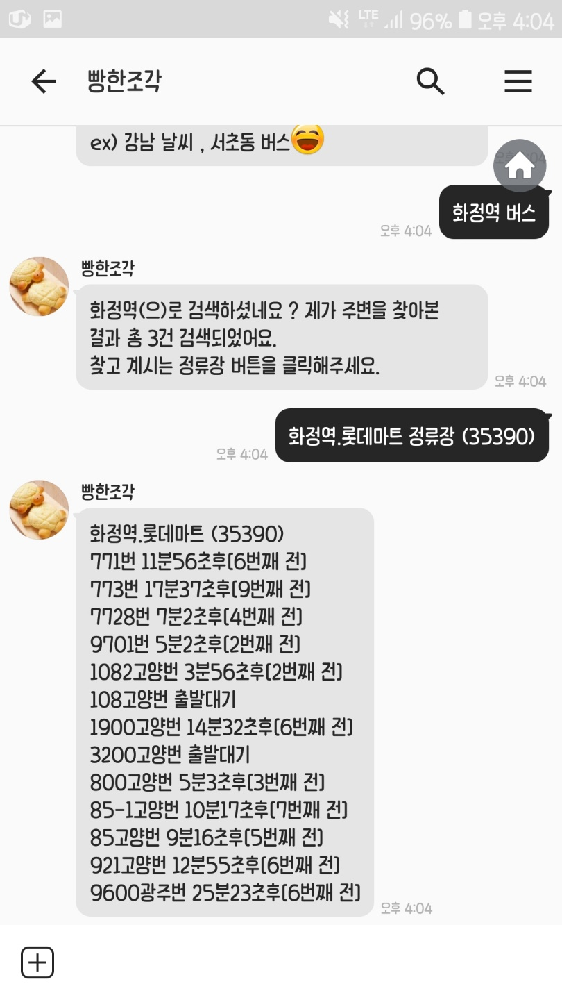 LTE 96% 오후 4:04
빵한조각
ex) 강남 날씨 , 서초동 버스
화정역 버스
오후 4:04
빵한조각
화정역(으)로 검색하셨네요 ? 제가 주변을 찾아본
결과 총 3건 검색되었어요.
찾고 계시는 정류장 버튼을 클릭해주세요.
오후 4:04
화정역.롯데마트 정류장 (35390)
오후 4:04
빵한조각
화정역.롯데마트 (35390)
771번 11분56초후[6번째 전]
773번 17분37초후[9번째 전]
7728번 7분2초후[4번째 전]
9701번 5분2초후[2번째 전]
1082고양번 3분56초후[2번째 전]
108고양번 출발대기
1900고양번 14분32초후[6번째 전]
3200고양번 출발대기
800고양번 5분3초후[3번째 전]
85-1고양번 10분17초후[7번째 전]
85고양번 9분16초후[5번째 전]
921고양번 12분55초후[6번째 전]
9600광주번 25분23초후[6번째 전]
오후 4:04